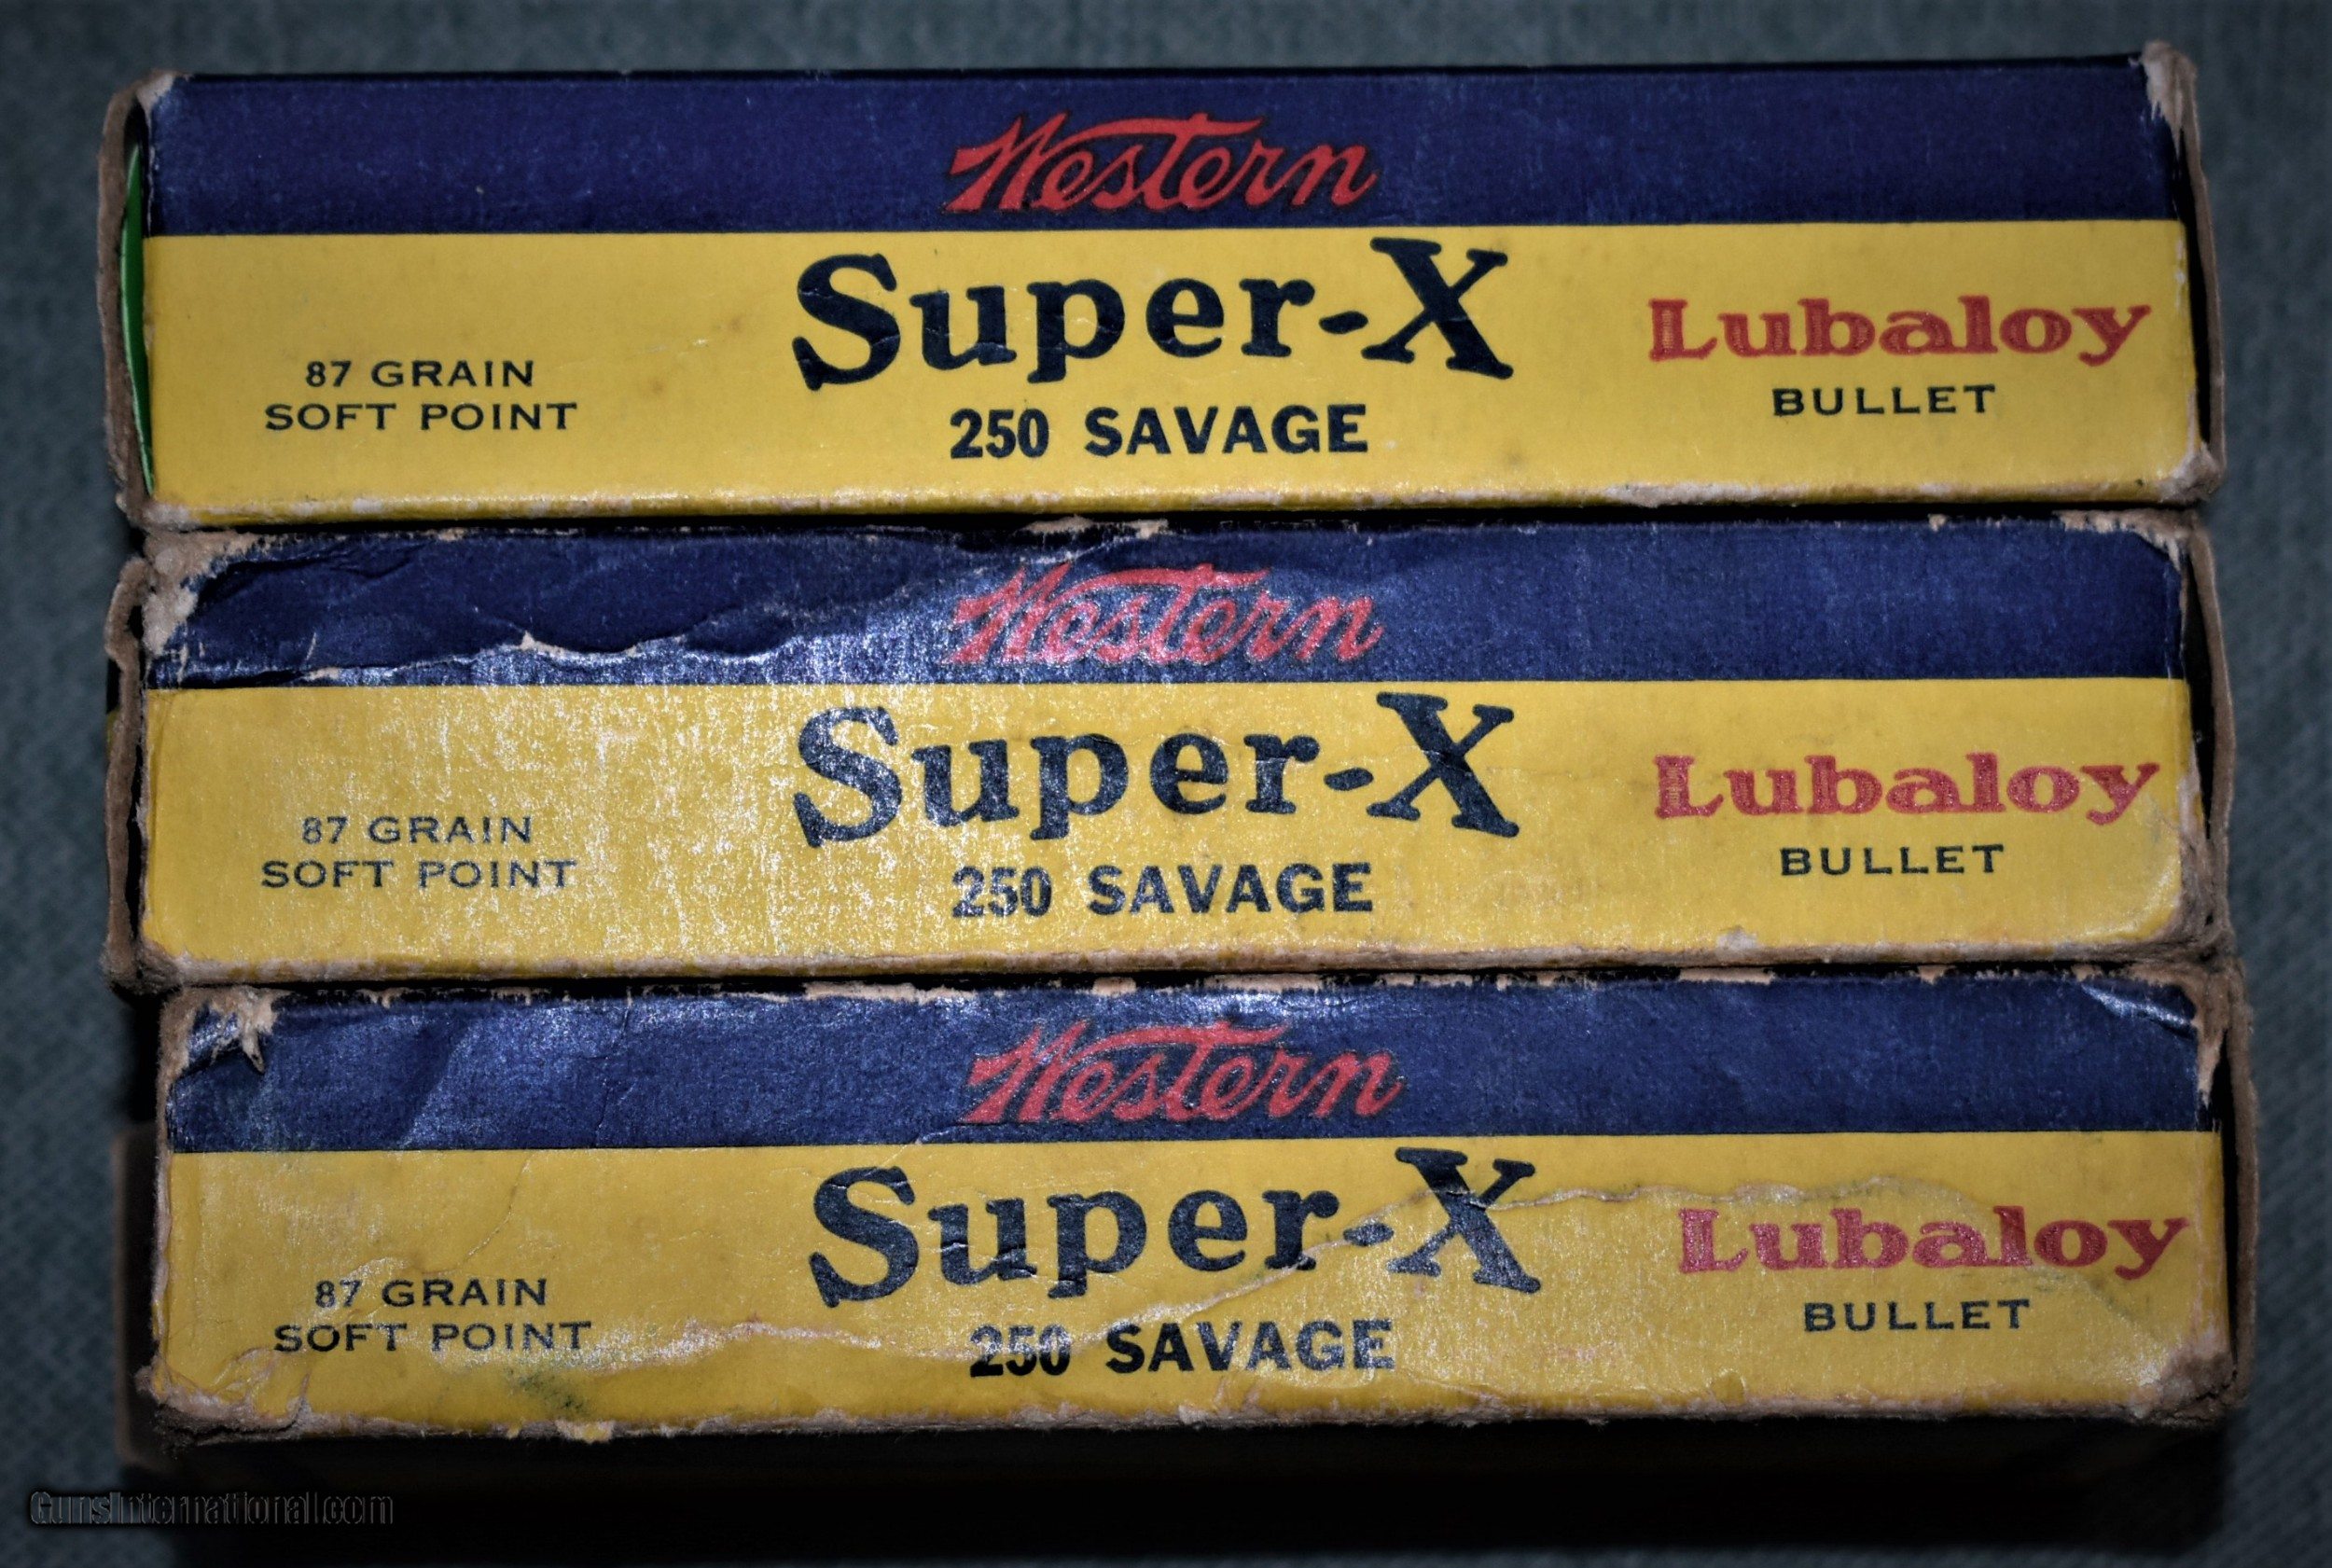 Western
Super-X
Lubaloy
87 GRAIN
SOFT POINT
BULLET
250 SAVAGE
Western
Super-X
Lubaloy
87 GRAIN
SOFT POINT
BULLET
250 SAVAGE
Western
Super-X
Lubaloy
87 GRAIN
SOFT POINT
BULLET
250 SAVAGE
GunsInternational.com